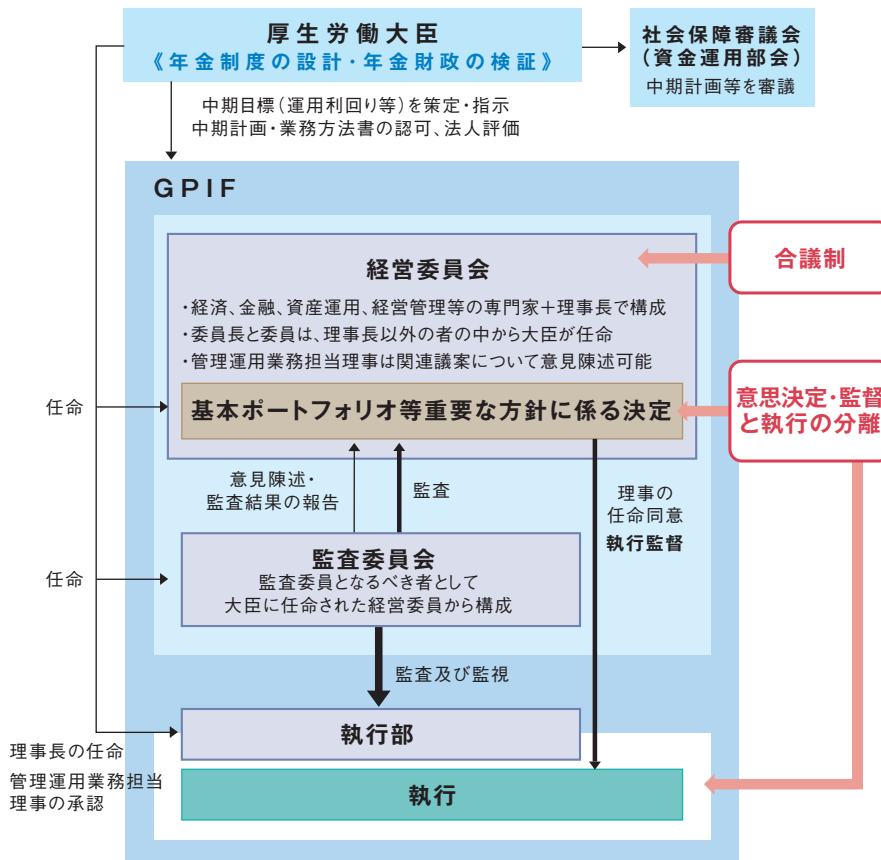 厚生労働大臣
《年金制度の設計・年金財政の検証》
社会保障審議会
（資金運用部会）
中期計画等を審議
中期目標（運用利回り等）を策定・指示
中期計画・業務方法書の認可、法人評価
GPIF
経営委員会
・経済、金融、資産運用、経営管理等の専門家＋理事長で構成
・委員長と委員は、理事長以外の者の中から大臣が任命
・管理運用業務担当理事は関連議案について意見陳述可能
基本ポートフォリオ等重要な方針に係る決定
合議制
意思決定・監督
と執行の分離
任命
意見陳述・
監査結果の報告
監査
理事の
任命同意
執行監督
任命
監査委員会
監査委員となるべき者として
大臣に任命された経営委員から構成
監査及び監視
執行部
理事長の任命
管理運用業務担当
理事の承認
執行